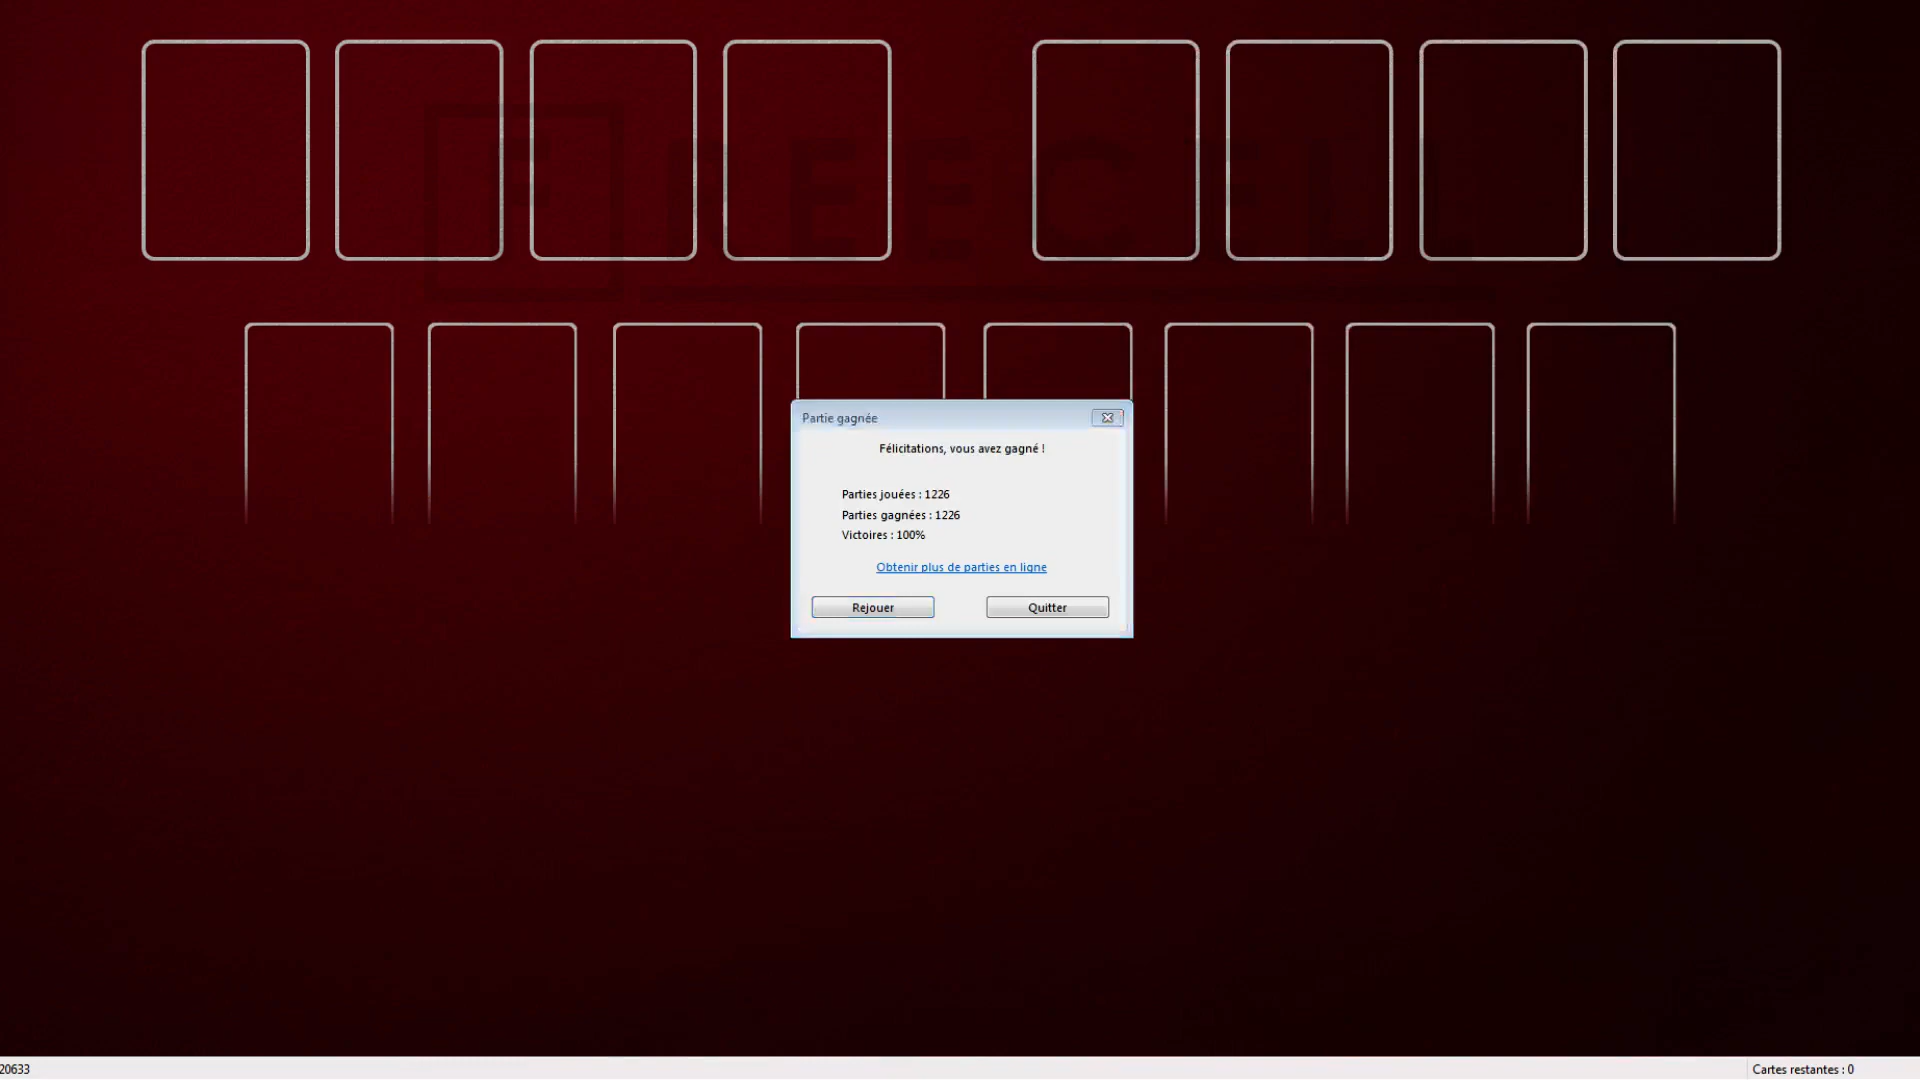 FREECELL
Partie gagnée
Félicitations, vous avez gagné !
Parties jouées : 1226
Parties gagnées : 1226
Victoires : 100%
Obtenir plus de parties en ligne
Rejouer
Quitter
20633
Cartes restantes : 0